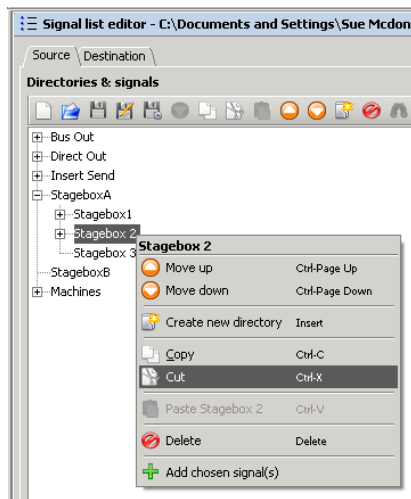 Signal list editor - C:\Documents and Settings\Sue Mcdon
Source Destination
Directories & signals
Bus Out
Direct Out
Insert Send
StageboxA
Stagebox1
Stagebox 2
Stagebox 3
StageboxB
Machines
Stagebox 2
Move up Ctrl-Page Up
Move down Ctrl-Page Down
Create new directory Insert
Copy Ctrl-C
Cut Ctrl-X
Paste Stagebox 2 Ctrl-V
Delete Delete
Add chosen signal(s)